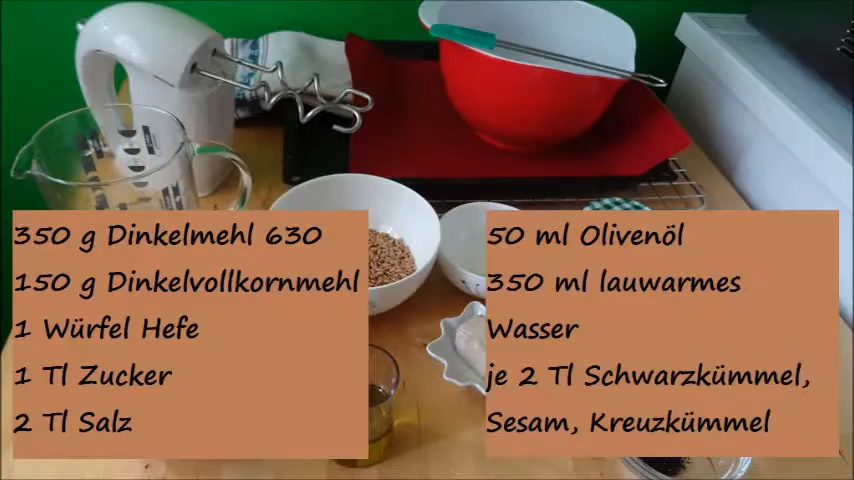 350 g Dinkelmehl 630
150 g Dinkelvollkornmehl
1 Würfel Hefe
1 Tl Zucker
2 Tl Salz
50 ml Olivenöl
350 ml lauwarmes
Wasser
je 2 Tl Schwarzkümmel,
Sesam, Kreuzkümmel